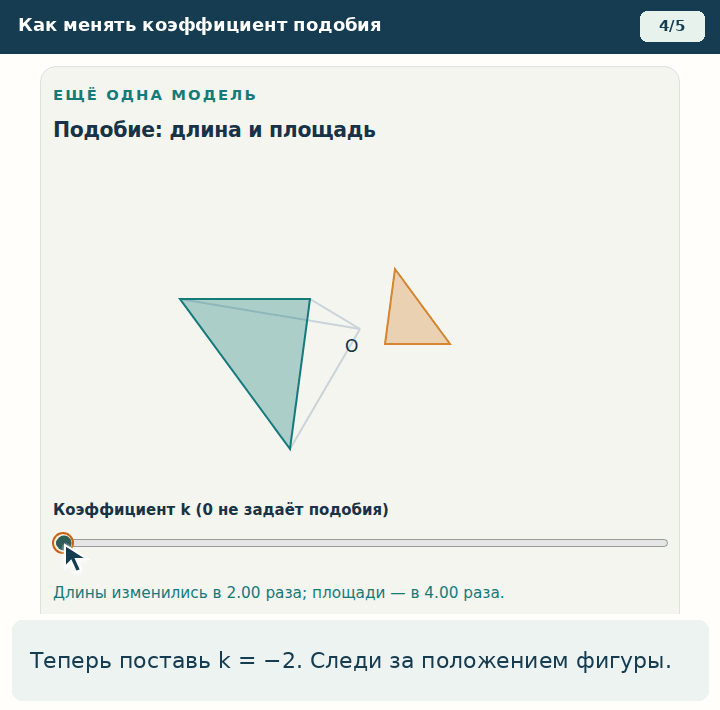 Как менять коэффициент подобия
4/5
ЕЩЁ ОДНА МОДЕЛЬ
Подобие: длина и площадь
O
Коэффициент k (0 не задаёт подобия)
Длины изменились в 2.00 раза; площади — в 4.00 раза.
Теперь поставь k = −2. Следи за положением фигуры.